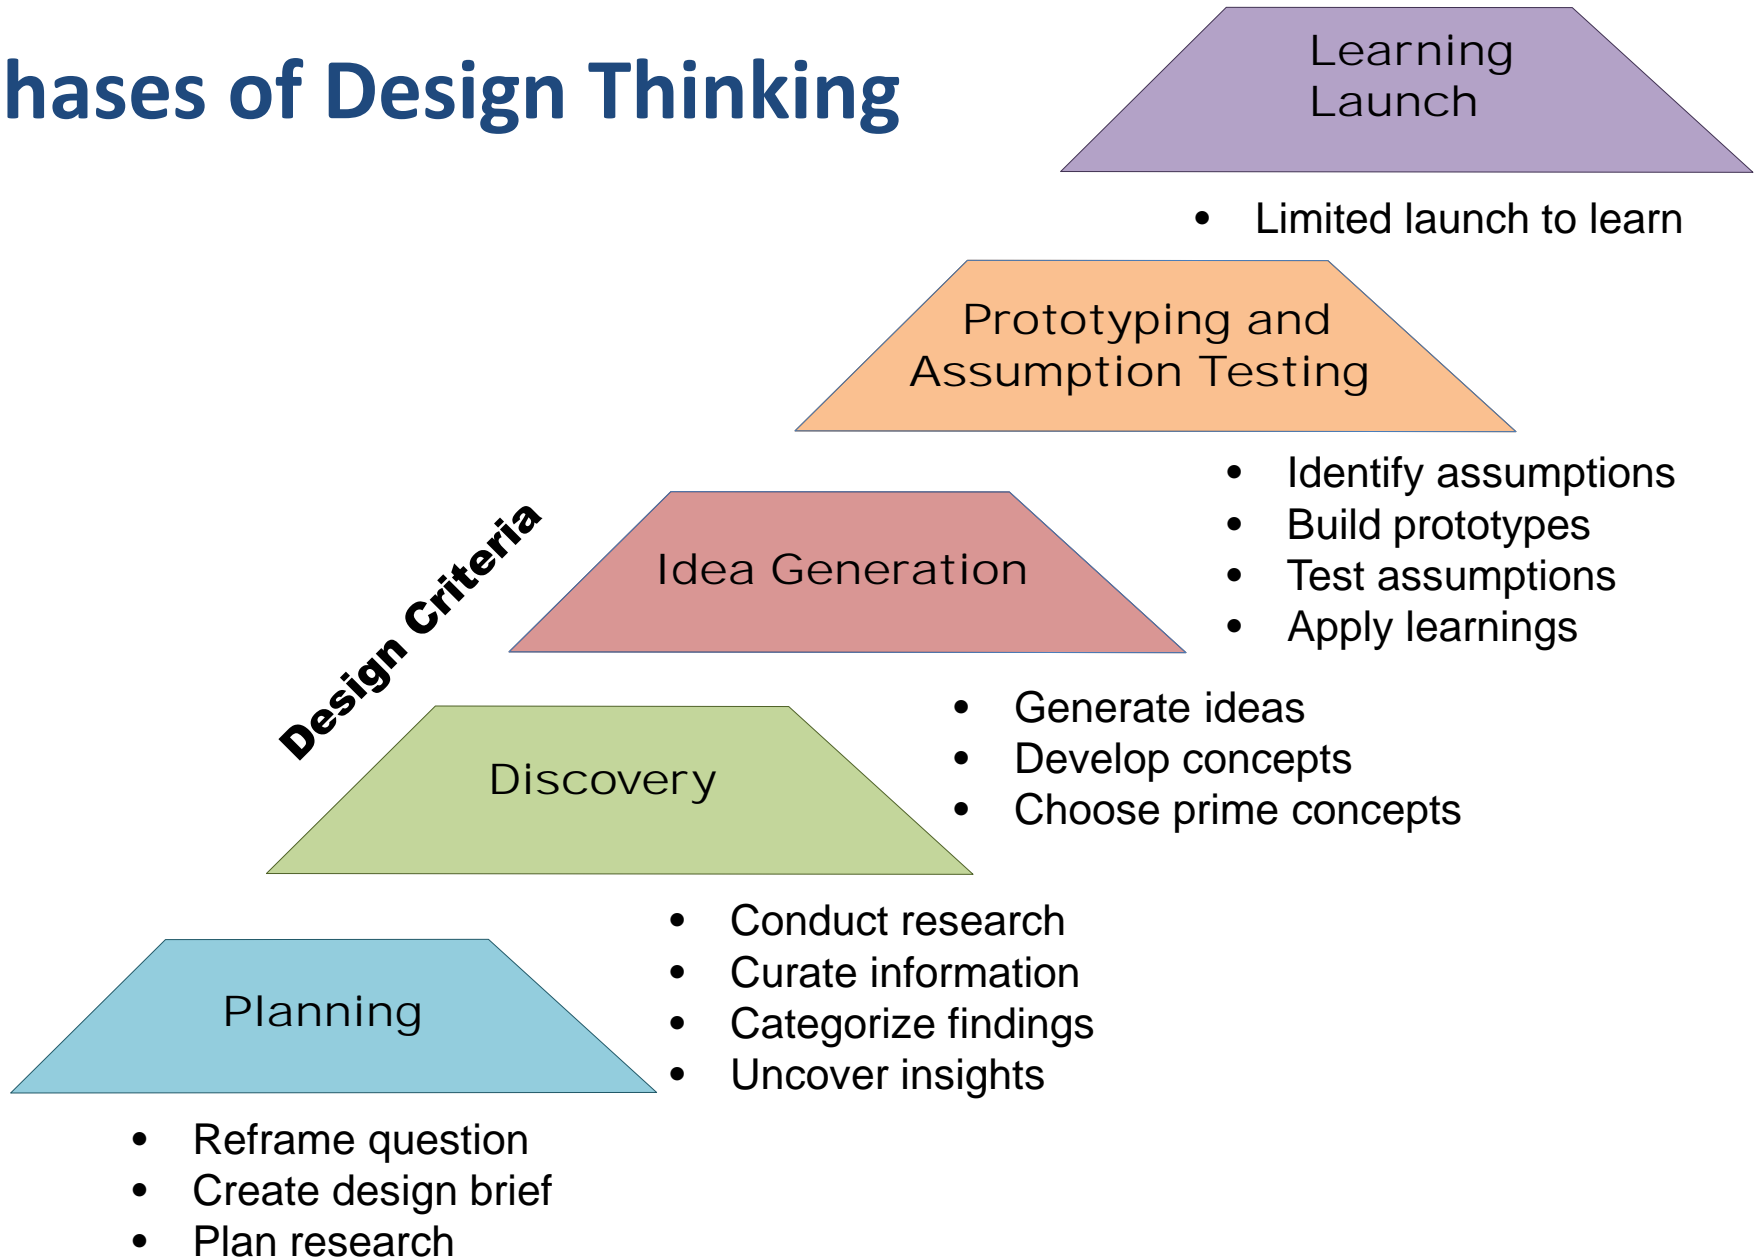 hases of Design Thinking
Learning
Launch
• Limited launch to learn
Prototyping and
Assumption Testing
• Identify assumptions
• Build prototypes
• Test assumptions
• Apply learnings
Design Criteria
Idea Generation
• Generate ideas
• Develop concepts
• Choose prime concepts
Discovery
• Conduct research
• Curate information
• Categorize findings
• Uncover insights
Planning
• Reframe question
• Create design brief
• Plan research